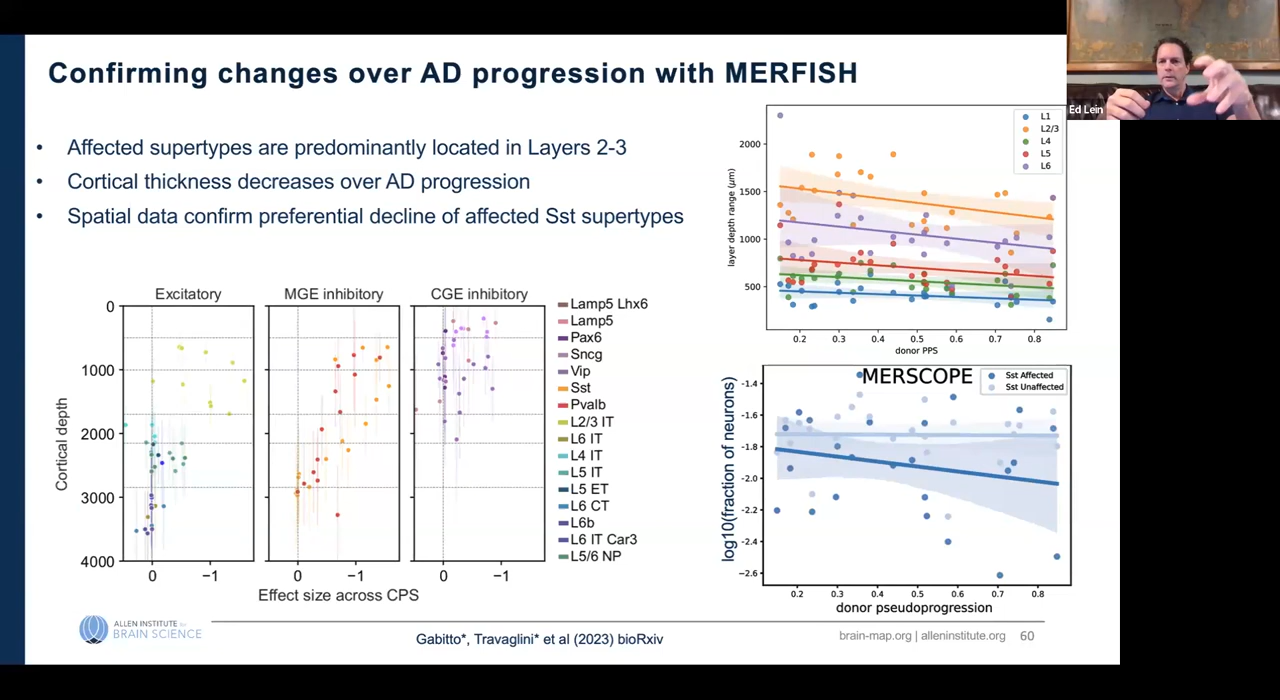 Confirming changes over AD progression with MERFISH
Ed Lein
• Affected supertypes are predominantly located in Layers 2-3
• Cortical thickness decreases over AD progression
• Spatial data confirm preferential decline of affected Sst supertypes
layer depth range (μm)
2000
1500
1000
500
L1
L2/3
L4
L5
L6
0.2 0.3 0.4 0.5 0.6 0.7 0.8
donor PPS
Excitatory
MGE inhibitory
CGE inhibitory
Cortical depth
0
1000
2000
3000
4000
0 −1
0 −1
0 −1
Effect size across CPS
Lamp5 Lhx6
Lamp5
Pax6
Sncg
Vip
Sst
Pvalb
L2/3 IT
L6 IT
L4 IT
L5 IT
L5 ET
L6 CT
L6b
L6 IT Car3
L5/6 NP
MERSCOPE
Sst Affected
Sst Unaffected
log10(fraction of neurons)
−1.4
−1.6
−1.8
−2.0
−2.2
−2.4
−2.6
0.2 0.3 0.4 0.5 0.6 0.7 0.8
donor pseudoprogression
ALLEN INSTITUTE for
BRAIN SCIENCE
Gabitto*, Travaglini* et al (2023) bioRxiv
brain-map.org | alleninstitute.org 60